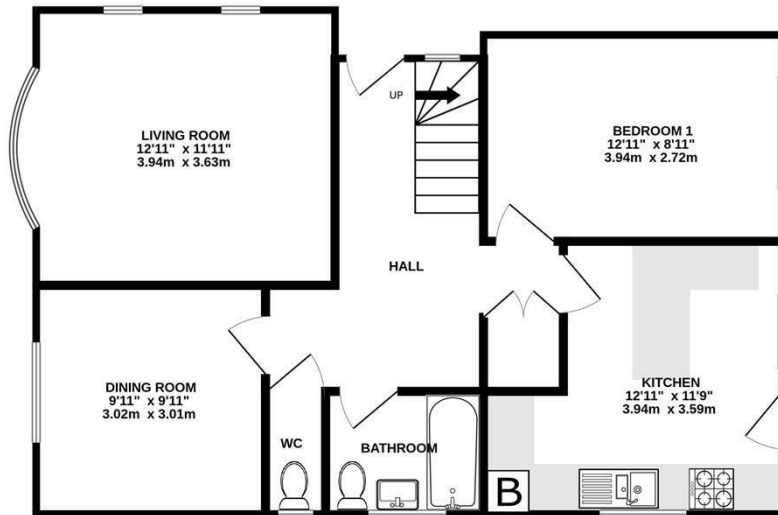 LIVING ROOM
12'11" x 11'11"
3.94m x 3.63m
UP
BEDROOM 1
12'11" x 8'11"
3.94m x 2.72m
HALL
DINING ROOM
9'11" x 9'11"
3.02m x 3.01m
KITCHEN
12'11" x 11'9"
3.94m x 3.59m
WC
BATHROOM
B